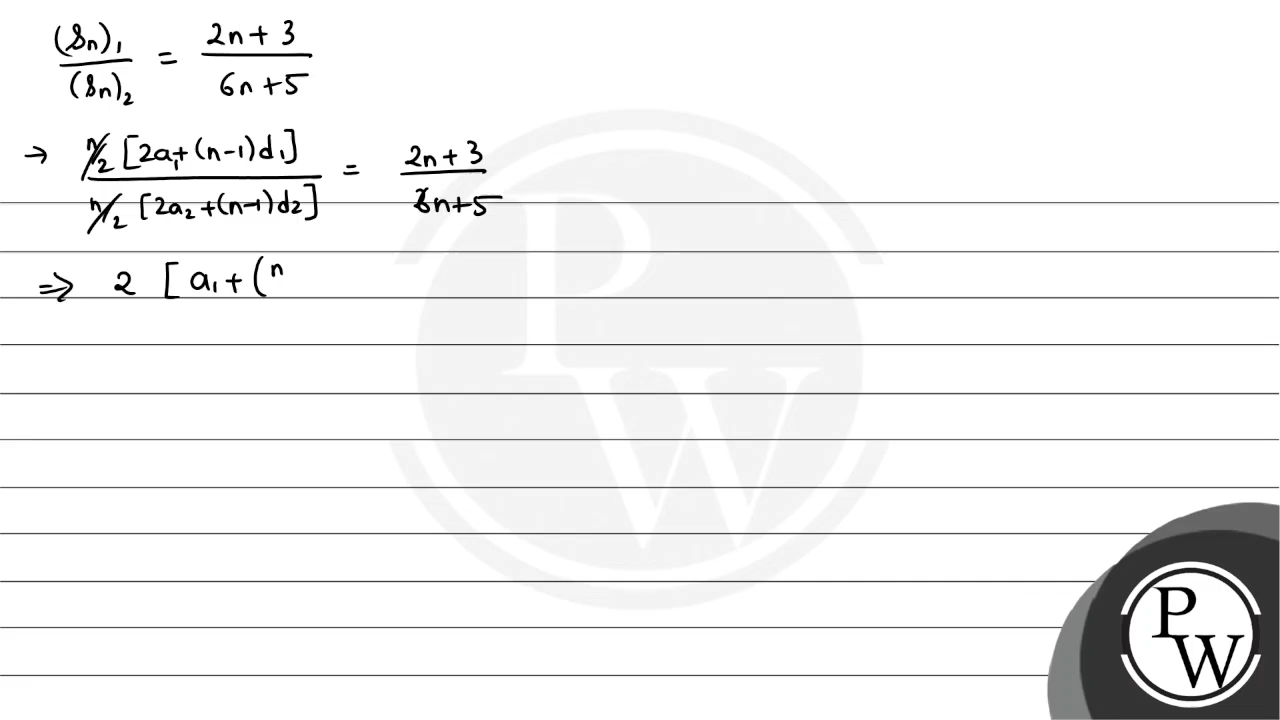 (Sn)₁/(Sn)₂ = (2n+3)/(6n+5)
→ n/2 [2a₁+(n-1)d₁] / n/2 [2a₂+(n-1)d₂] = (2n+3)/(6n+5)
⇒ 2 [a₁+(n
P
W
P
W